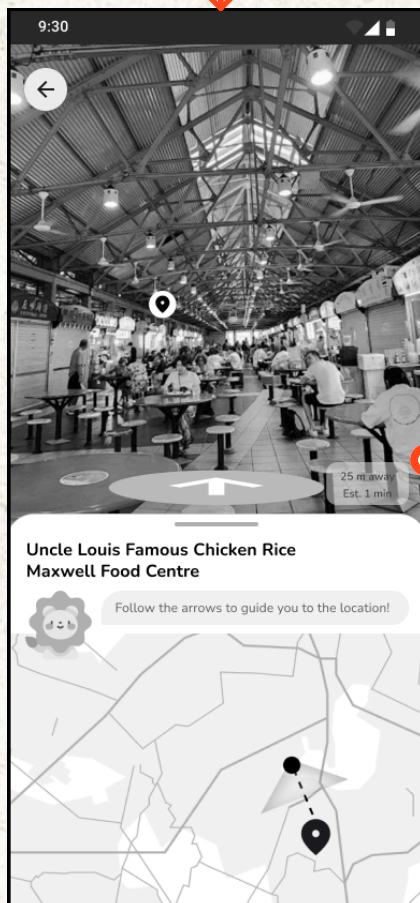 9:30
25 m away
Est. 1 min
Uncle Louis Famous Chicken Rice
Maxwell Food Centre
Follow the arrows to guide you to the location!